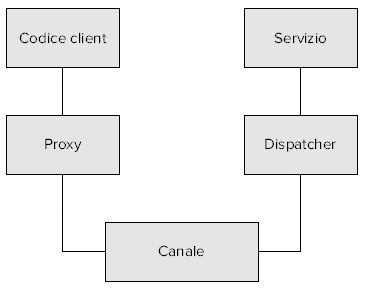 Codice client
Servizio
Proxy
Dispatcher
Canale